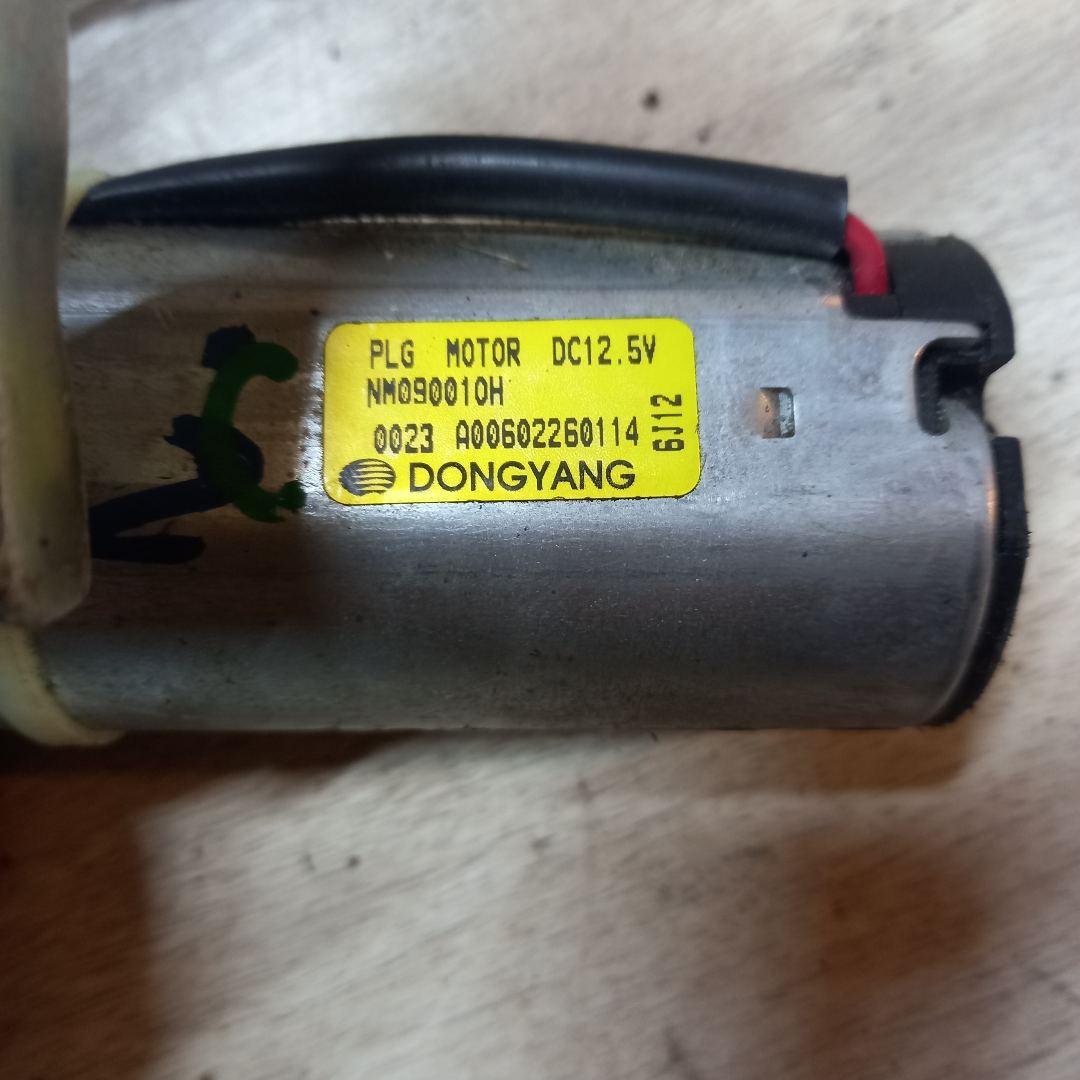 PLG MOTOR DC12.5V
NM090010H
0023 A00602260114
6J12
DONGYANG